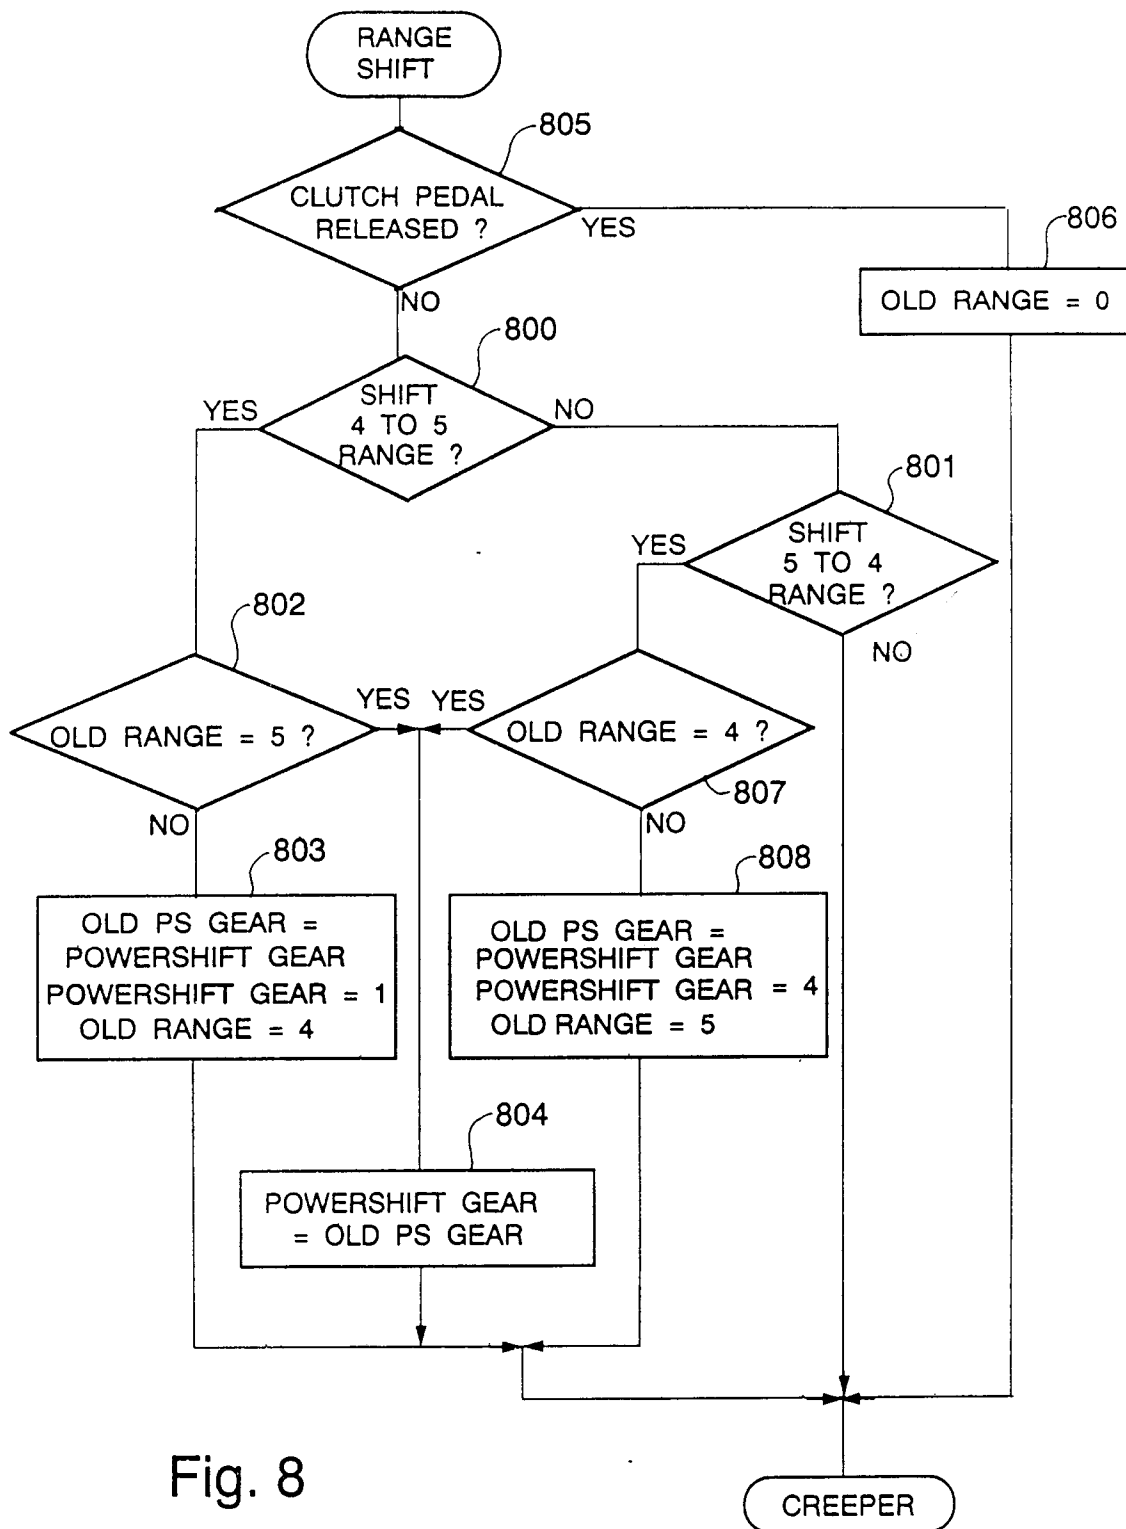 RANGE
SHIFT
805
CLUTCH PEDAL
RELEASED ?
YES
806
OLD RANGE = 0
NO
800
SHIFT
4 TO 5
RANGE ?
YES
NO
801
SHIFT
5 TO 4
RANGE ?
YES
NO
802
OLD RANGE = 5 ?
YES
YES
OLD RANGE = 4 ?
807
NO
NO
803
OLD PS GEAR =
POWERSHIFT GEAR
POWERSHIFT GEAR = 1
OLD RANGE = 4
808
OLD PS GEAR =
POWERSHIFT GEAR
POWERSHIFT GEAR = 4
OLD RANGE = 5
804
POWERSHIFT GEAR
= OLD PS GEAR
Fig. 8
CREEPER